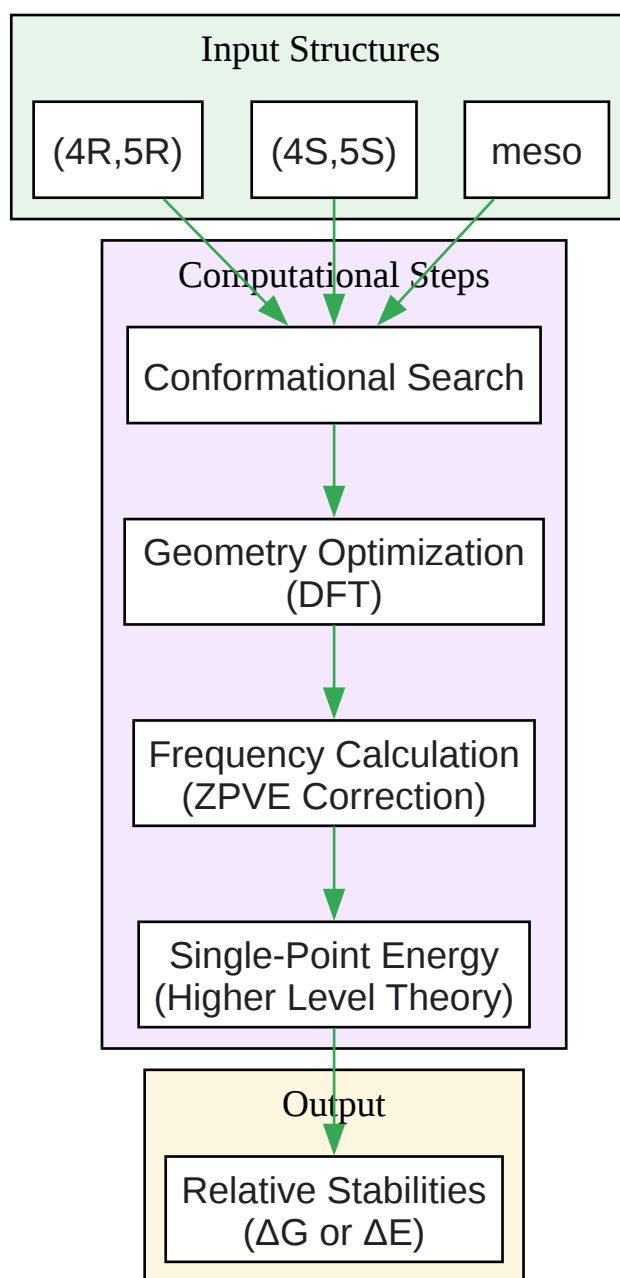 Input Structures
(4R,5R)
(4S,5S)
meso
Computational Steps
Conformational Search
Geometry Optimization
(DFT)
Frequency Calculation
(ZPVE Correction)
Single-Point Energy
(Higher Level Theory)
Output
Relative Stabilities
(ΔG or ΔE)